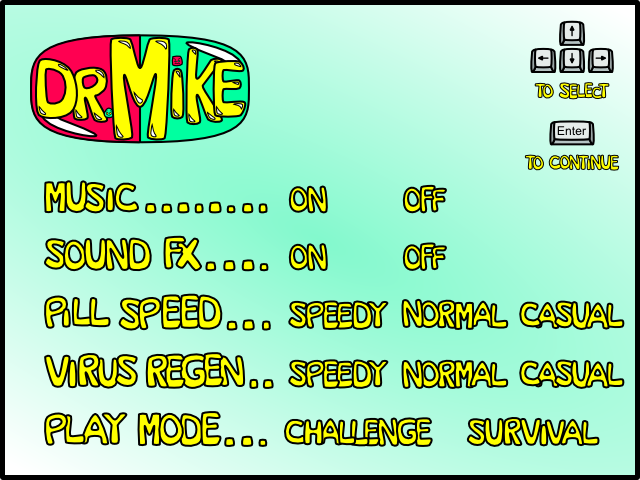 DR. MiKE
TO SELECT
Enter
TO CONTINUE
MUSiC........ ON OFF
SOUND FX.... ON OFF
PiLL SPEED... SPEEDY NORMAL CASUAL
ViRUS REGEN.. SPEEDY NORMAL CASUAL
PLAY MODE... CHALLENGE SURViVAL